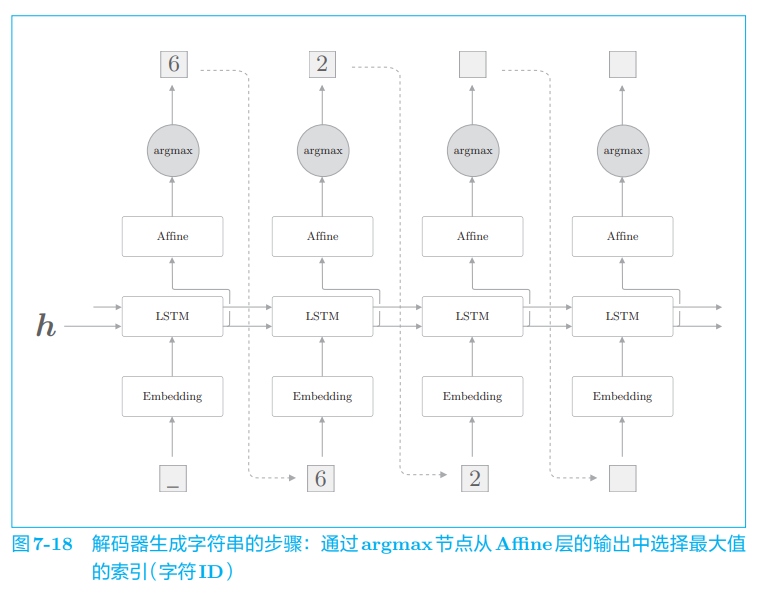 6 2
argmax argmax argmax argmax
Affine Affine Affine Affine
h LSTM LSTM LSTM LSTM
Embedding Embedding Embedding Embedding
_ 6 2
图7-18 解码器生成字符串的步骤：通过argmax节点从Affine层的输出中选择最大值
的索引（字符ID）